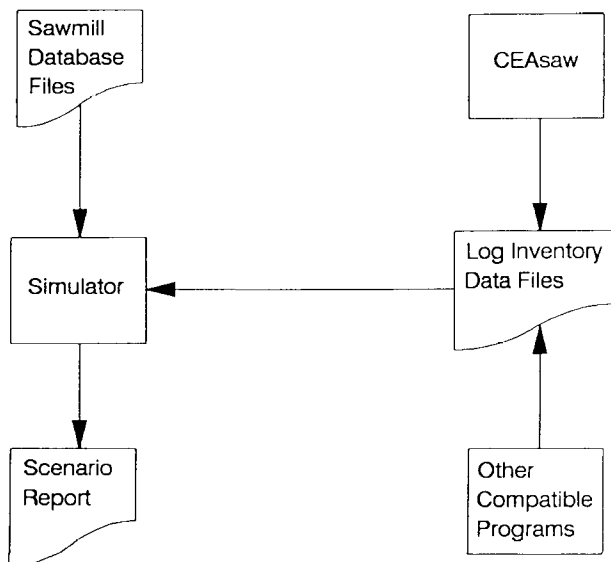 Sawmill
Database
Files
CEAsaw
Simulator
Log Inventory
Data Files
Scenario
Report
Other
Compatible
Programs